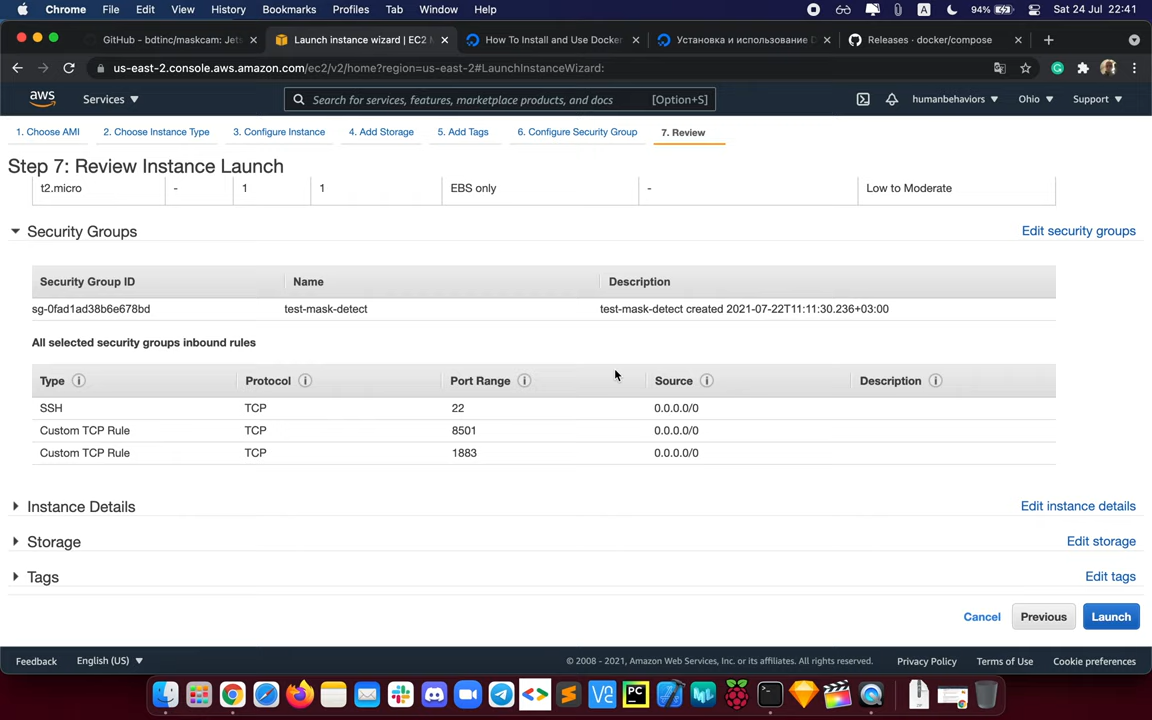 Chrome File Edit View History Bookmarks Profiles Tab Window Help A 94% Sat 24 Jul 22:41
GitHub - bdtinc/maskcam: Jets Launch instance wizard | EC2 How To Install and Use Docker Установка и использование Releases · docker/compose
us-east-2.console.aws.amazon.com/ec2/v2/home?region=us-east-2#LaunchInstanceWizard:
aws Services Search for services, features, marketplace products, and docs [Option+S] humanbehaviors Ohio Support
1. Choose AMI 2. Choose Instance Type 3. Configure Instance 4. Add Storage 5. Add Tags 6. Configure Security Group 7. Review
Step 7: Review Instance Launch
t2.micro - 1 1 EBS only - Low to Moderate
Security Groups Edit security groups
Security Group ID Name Description
sg-0fad1ad38b6e678bd test-mask-detect test-mask-detect created 2021-07-22T11:11:30.236+03:00
All selected security groups inbound rules
Type Protocol Port Range Source Description
SSH TCP 22 0.0.0.0/0
Custom TCP Rule TCP 8501 0.0.0.0/0
Custom TCP Rule TCP 1883 0.0.0.0/0
Instance Details Edit instance details
Storage Edit storage
Tags Edit tags
Cancel Previous Launch
Feedback English (US) © 2008 - 2021, Amazon Web Services, Inc. or its affiliates. All rights reserved. Privacy Policy Terms of Use Cookie preferences
PC